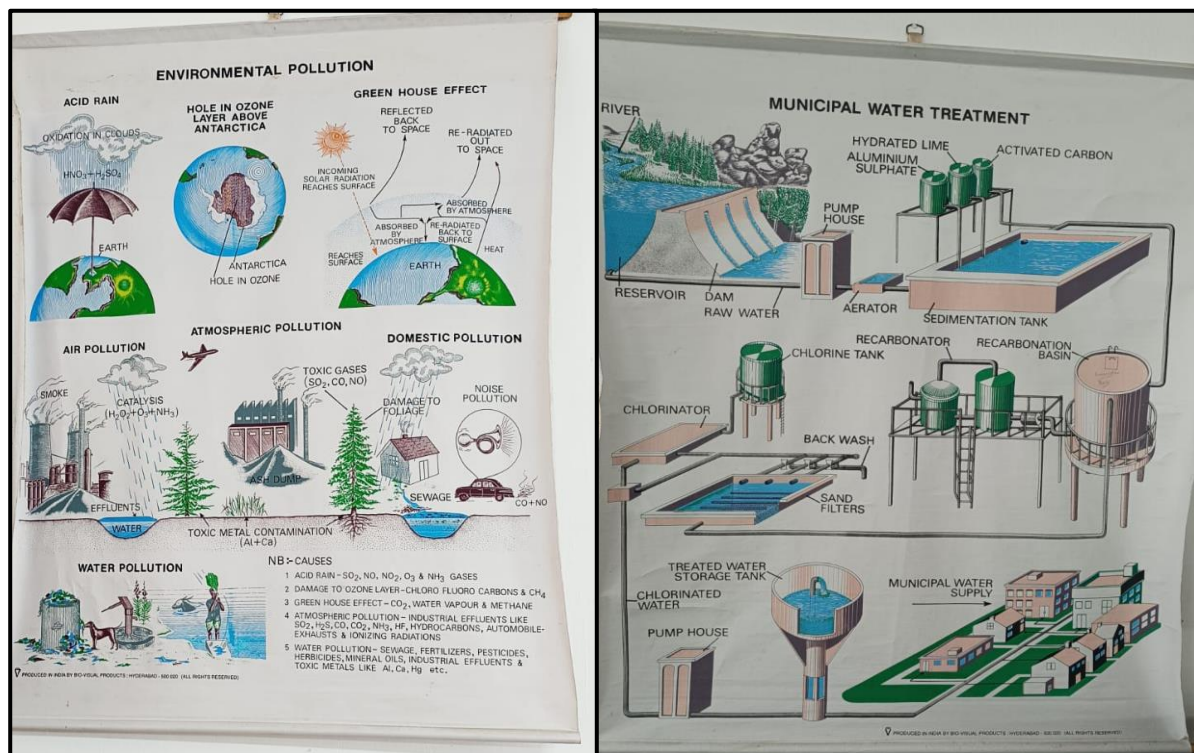 ENVIRONMENTAL POLLUTION
ACID RAIN
OXIDATION IN CLOUDS
HNO3+H2SO4
EARTH
HOLE IN OZONE
LAYER ABOVE
ANTARCTICA
ANTARCTICA
HOLE IN OZONE
GREEN HOUSE EFFECT
REFLECTED
BACK
TO SPACE
RE-RADIATED
OUT TO SPACE
INCOMING
SOLAR RADIATION
REACHES SURFACE
ABSORBED
BY ATMOSPHERE
ABSORBED
BY
ATMOSPHERE
RE-RADIATED
BACK TO
SURFACE
REACHES
SURFACE
HEAT
EARTH
ATMOSPHERIC POLLUTION
AIR POLLUTION
SMOKE
CATALYSIS
(H2O2+O3+NH3)
EFFLUENTS
WATER
TOXIC GASES
(SO2,CO,NO)
ASH DUMP
TOXIC METAL CONTAMINATION
(Al+Ca)
DOMESTIC POLLUTION
DAMAGE TO
FOLIAGE
SEWAGE
NOISE
POLLUTION
CO+NO
WATER POLLUTION
NB:-CAUSES
1 ACID RAIN-SO2, NO, NO2, O3 & NH3 GASES
2 DAMAGE TO OZONE LAYER-CHLORO FLUORO CARBONS & CH4
3 GREEN HOUSE EFFECT-CO2, WATER VAPOUR & METHANE
4 ATMOSPHERIC POLLUTION-INDUSTRIAL EFFLUENTS LIKE
SO2,H2S,CO,CO2,NH3,HF,HYDROCARBONS, AUTOMOBILE-
EXHAUSTS & IONIZING RADIATIONS
5 WATER POLLUTION-SEWAGE, FERTILIZERS, PESTICIDES,
HERBICIDES,MINERAL OILS, INDUSTRIAL EFFLUENTS &
TOXIC METALS LIKE Al,Ca,Hg etc.
PRODUCED IN INDIA BY BIO-VISUAL PRODUCTS : HYDERABAD - 500 020 (ALL RIGHTS RESERVED)
MUNICIPAL WATER TREATMENT
RIVER
HYDRATED LIME
ALUMINIUM
SULPHATE
ACTIVATED CARBON
PUMP
HOUSE
RESERVOIR
DAM
RAW WATER
AERATOR
SEDIMENTATION TANK
CHLORINE TANK
RECARBONATOR
RECARBONATION
BASIN
CHLORINATOR
BACK WASH
SAND
FILTERS
TREATED WATER
STORAGE TANK
CHLORINATED
WATER
MUNICIPAL WATER
SUPPLY
PUMP HOUSE
PRODUCED IN INDIA BY BIO-VISUAL PRODUCTS : HYDERABAD - 500 020 (ALL RIGHTS RESERVED)